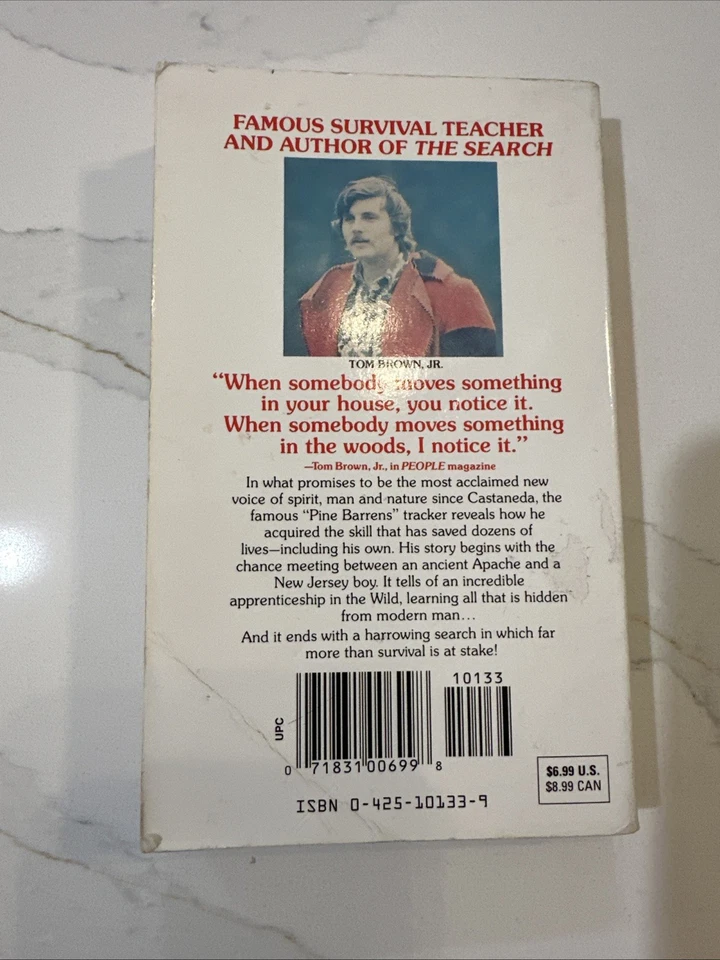 FAMOUS SURVIVAL TEACHER
AND AUTHOR OF THE SEARCH
TOM BROWN, JR.
“When somebody moves something
in your house, you notice it.
When somebody moves something
in the woods, I notice it.”
—Tom Brown, Jr., in PEOPLE magazine
In what promises to be the most acclaimed new
voice of spirit, man and nature since Castaneda, the
famous “Pine Barrens” tracker reveals how he
acquired the skill that has saved dozens of
lives—including his own. His story begins with the
chance meeting between an ancient Apache and a
New Jersey boy. It tells of an incredible
apprenticeship in the Wild, learning all that is hidden
from modern man...
And it ends with a harrowing search in which far
more than survival is at stake!
10133
UPC
0 71831 00699 8
$6.99 U.S.
$8.99 CAN
ISBN 0-425-10133-9